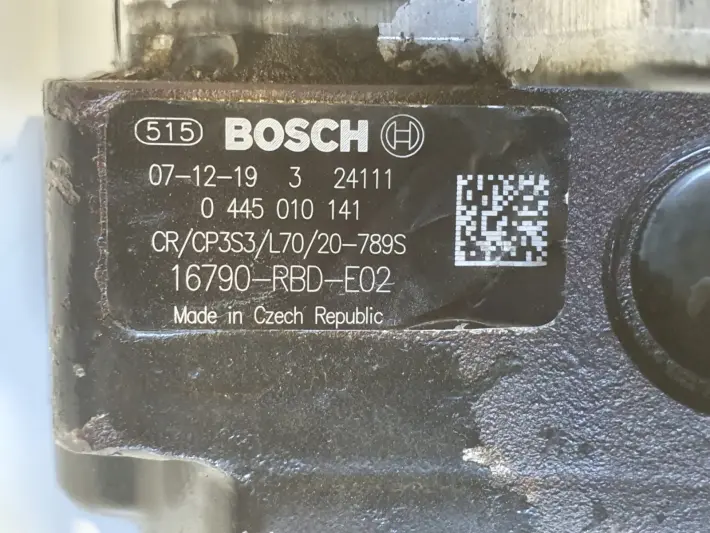 515 BOSCH
07-12-19 3 24111
0 445 010 141
CR/CP3S3/L70/20-789S
16790-RBD-E02
Made in Czech Republic